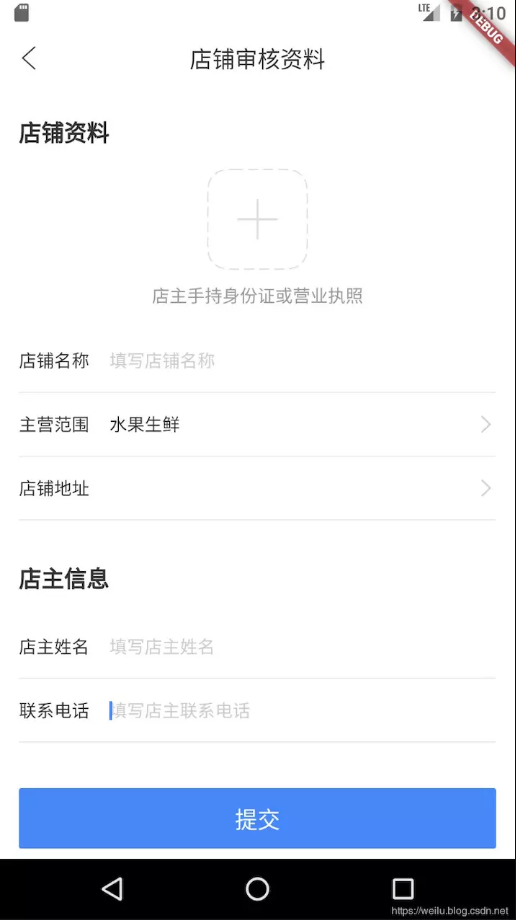 LTE
DEBUG
店铺审核资料
店铺资料
店主手持身份证或营业执照
店铺名称 填写店铺名称
主营范围 水果生鲜
店铺地址
店主信息
店主姓名 填写店主姓名
联系电话 填写店主联系电话
提交
https://weilu.blog.csdn.net